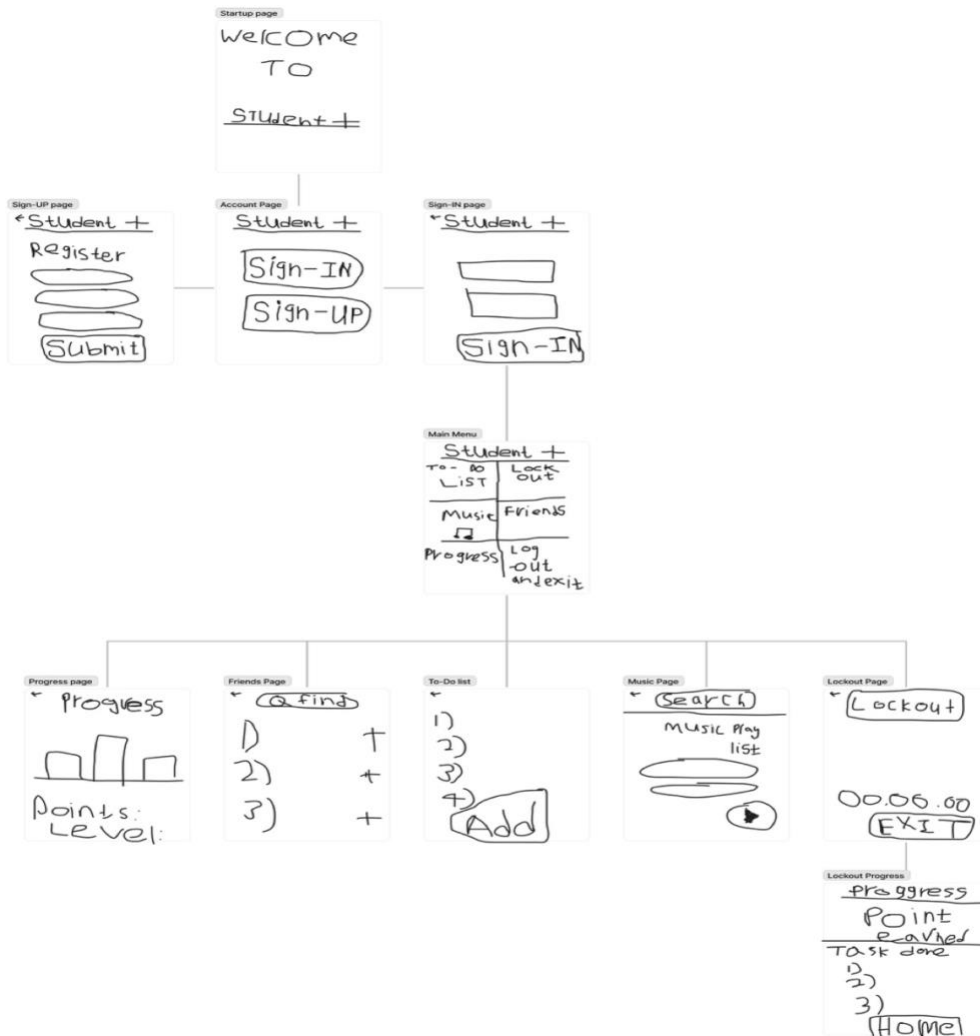 Startup page
Welcome
TO
Student +
Sign-UP page
←Student +
Register
Submit
Account Page
Student +
Sign-IN
Sign-UP
Sign-IN page
←Student +
Sign-IN
Main Menu
Student +
To-Do
LIST
Lock
out
Music
Friends
Progress
Log
out
and exit
Progress page
←
Progress
Points:
Level:
Friends Page
←
find
1) +
2) +
3) +
To-Do list
←
1)
2)
3)
4)
Add
Music Page
←
Search
Music Play
list
Lockout Page
←
Lockout
00.00.00
EXIT
Lockout Progress
Proggress
Point
earned
Task done
1)
2)
3)
HOME